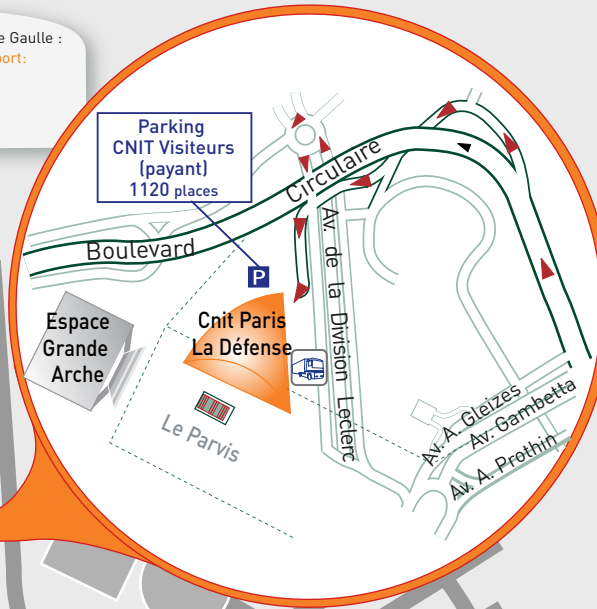 e Gaulle :
port:
Parking
CNIT Visiteurs
(payant)
1120 places
Boulevard
Circulaire
P
Av. de la Division Leclerc
Espace
Grande
Arche
Cnit Paris
La Défense
Le Parvis
Av. A. Gleizes
Av. Gambetta
Av. A. Prothin